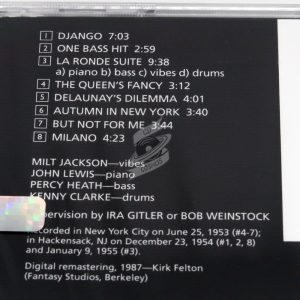 1 DJANGO 7:03
2 ONE BASS HIT 2:59
3 LA RONDE SUITE 9:38
a) piano b) bass c) vibes d) drums
4 THE QUEEN'S FANCY 3:12
5 DELAUNAY'S DILEMMA 4:01
6 AUTUMN IN NEW YORK 3:40
7 BUT NOT FOR ME 3:44
8 MILANO 4:23
MILT JACKSON—vibes
JOHN LEWIS—piano
PERCY HEATH—bass
KENNY CLARKE—drums
Supervision by IRA GITLER or BOB WEINSTOCK
Recorded in New York City on June 25, 1953 (#4-7);
in Hackensack, NJ on December 23, 1954 (#1, 2, 8)
and January 9, 1955 (#3).
Digital remastering, 1987—Kirk Felton
(Fantasy Studios, Berkeley)